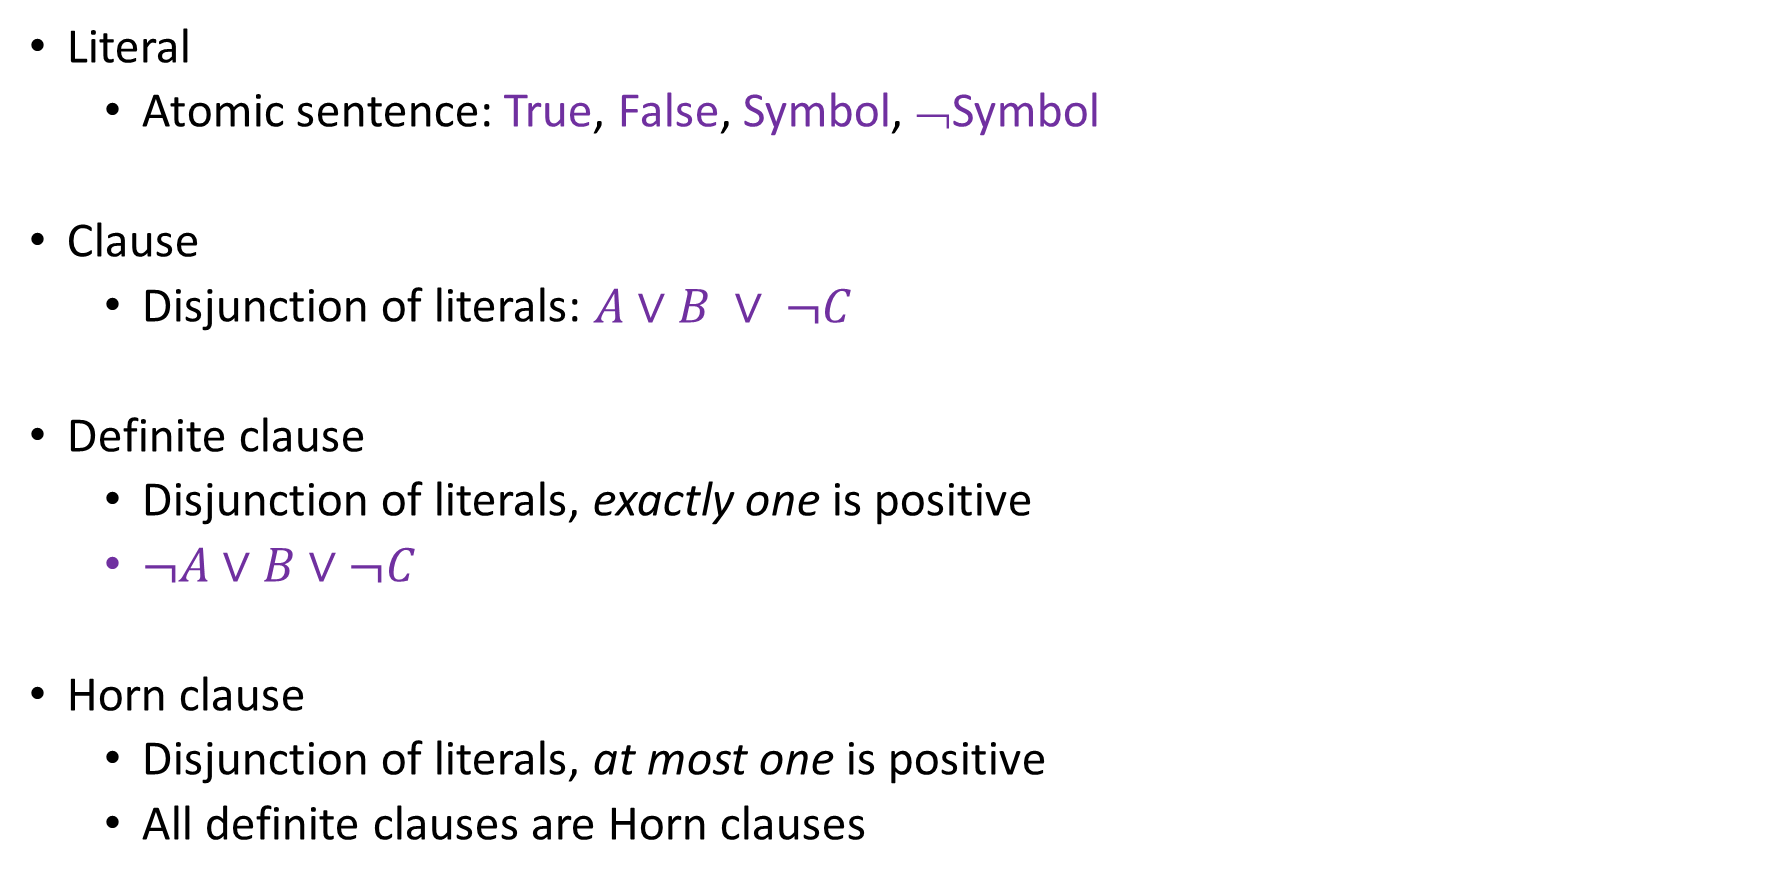 • Literal
• Atomic sentence: True, False, Symbol, ¬Symbol
• Clause
• Disjunction of literals: A ∨ B ∨ ¬C
• Definite clause
• Disjunction of literals, exactly one is positive
• ¬A ∨ B ∨ ¬C
• Horn clause
• Disjunction of literals, at most one is positive
• All definite clauses are Horn clauses